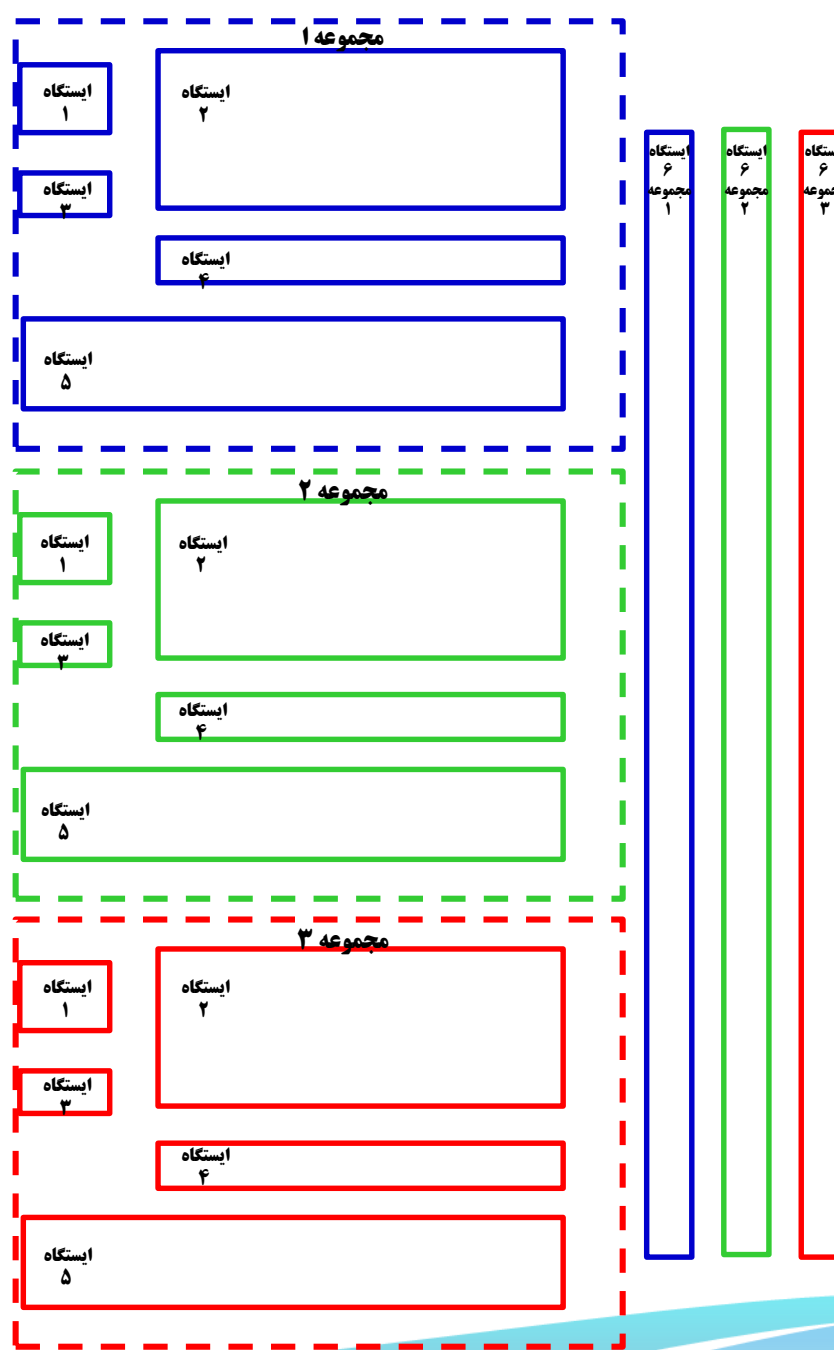 مجموعه ۱
ایستگاه
۱
ایستگاه
۲
ایستگاه
۳
ایستگاه
۴
ایستگاه
۵
مجموعه ۲
ایستگاه
۱
ایستگاه
۲
ایستگاه
۳
ایستگاه
۴
ایستگاه
۵
مجموعه ۳
ایستگاه
۱
ایستگاه
۲
ایستگاه
۳
ایستگاه
۴
ایستگاه
۵
ایستگاه
۶
مجموعه
۱
ایستگاه
۶
مجموعه
۲
۶
۳